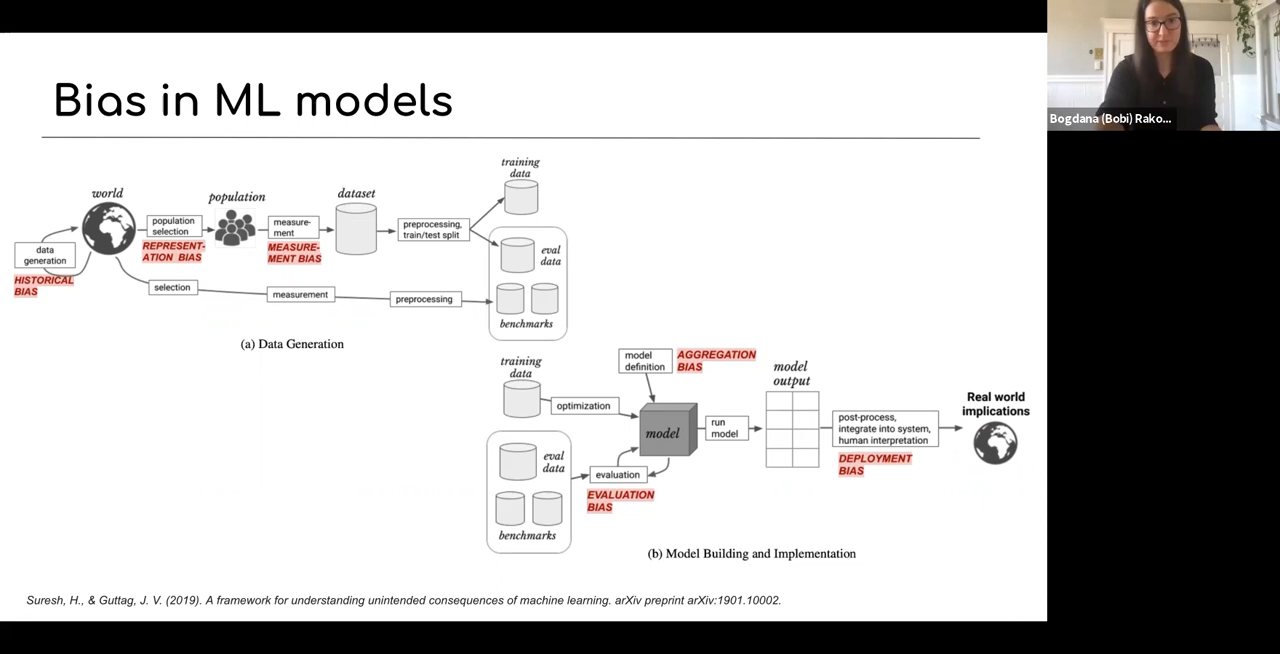 Bias in ML models
Bogdana (Bobi) Rako...
training
data
world
population
dataset
population
selection
measure-
ment
preprocessing,
train/test split
data
generation
REPRESENT-
ATION BIAS
MEASURE-
MENT BIAS
eval
data
HISTORICAL
BIAS
selection
measurement
preprocessing
benchmarks
(a) Data Generation
training
data
model
definition
AGGREGATION
BIAS
model
output
optimization
model
run
model
post-process,
integrate into system,
human interpretation
Real world
implications
DEPLOYMENT
BIAS
eval
data
evaluation
EVALUATION
BIAS
benchmarks
(b) Model Building and Implementation
Suresh, H., & Guttag, J. V. (2019). A framework for understanding unintended consequences of machine learning. arXiv preprint arXiv:1901.10002.